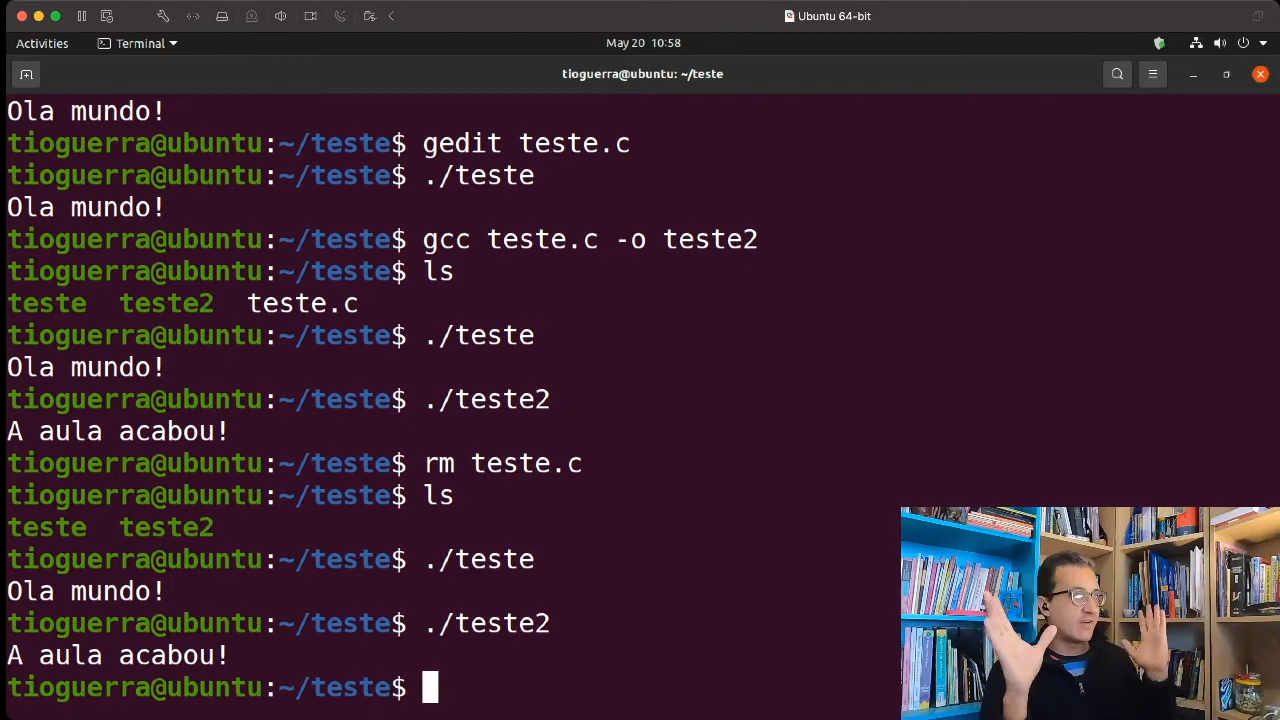 Ubuntu 64-bit
Activities
Terminal
May 20 10:58
tioguerra@ubuntu: ~/teste
Ola mundo!
tioguerra@ubuntu:~/teste$ gedit teste.c
tioguerra@ubuntu:~/teste$ ./teste
Ola mundo!
tioguerra@ubuntu:~/teste$ gcc teste.c -o teste2
tioguerra@ubuntu:~/teste$ ls
teste teste2 teste.c
tioguerra@ubuntu:~/teste$ ./teste
Ola mundo!
tioguerra@ubuntu:~/teste$ ./teste2
A aula acabou!
tioguerra@ubuntu:~/teste$ rm teste.c
tioguerra@ubuntu:~/teste$ ls
teste teste2
tioguerra@ubuntu:~/teste$ ./teste
Ola mundo!
tioguerra@ubuntu:~/teste$ ./teste2
A aula acabou!
tioguerra@ubuntu:~/teste$